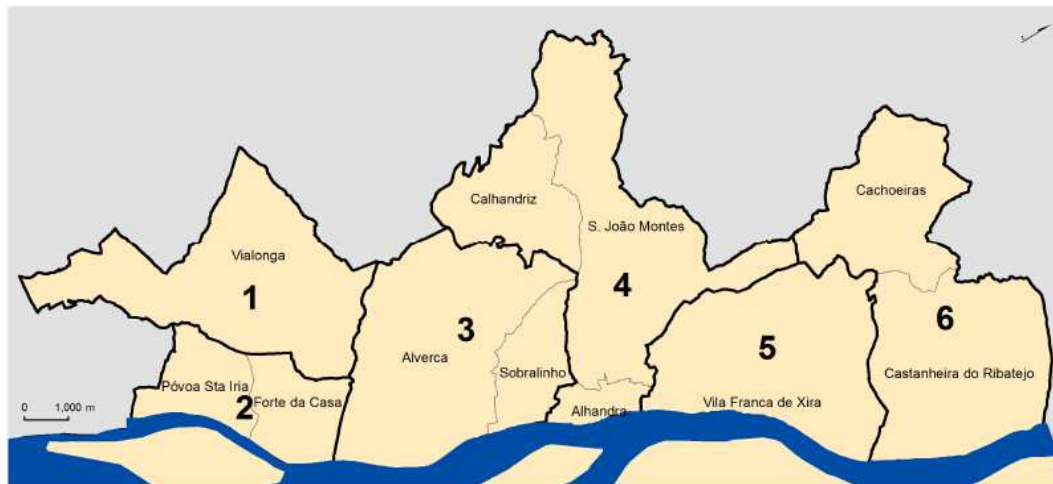 Cachoeiras
Calhandriz
S. João Montes
Vialonga
1
3
4
5
6
Alverca
Sobralinho
Castanheira do Ribatejo
Póvoa Sta Iria
2
Forte da Casa
Alhandra
Vila Franca de Xira
0 1,000 m